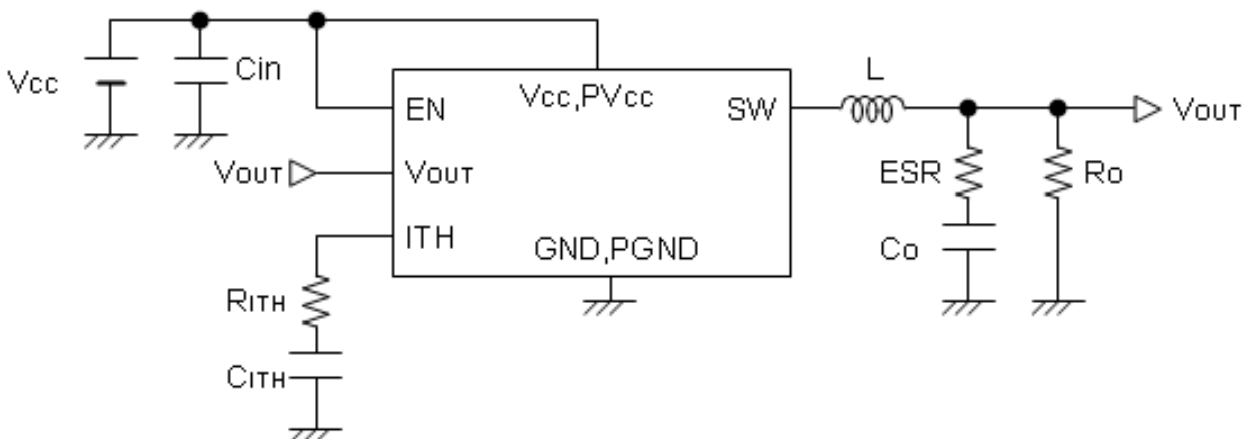 Vcc
Cin
EN
Vcc,PVcc
SW
L
VOUT
VOUT
VOUT
ITH
GND,PGND
ESR
Ro
Co
RITH
CITH